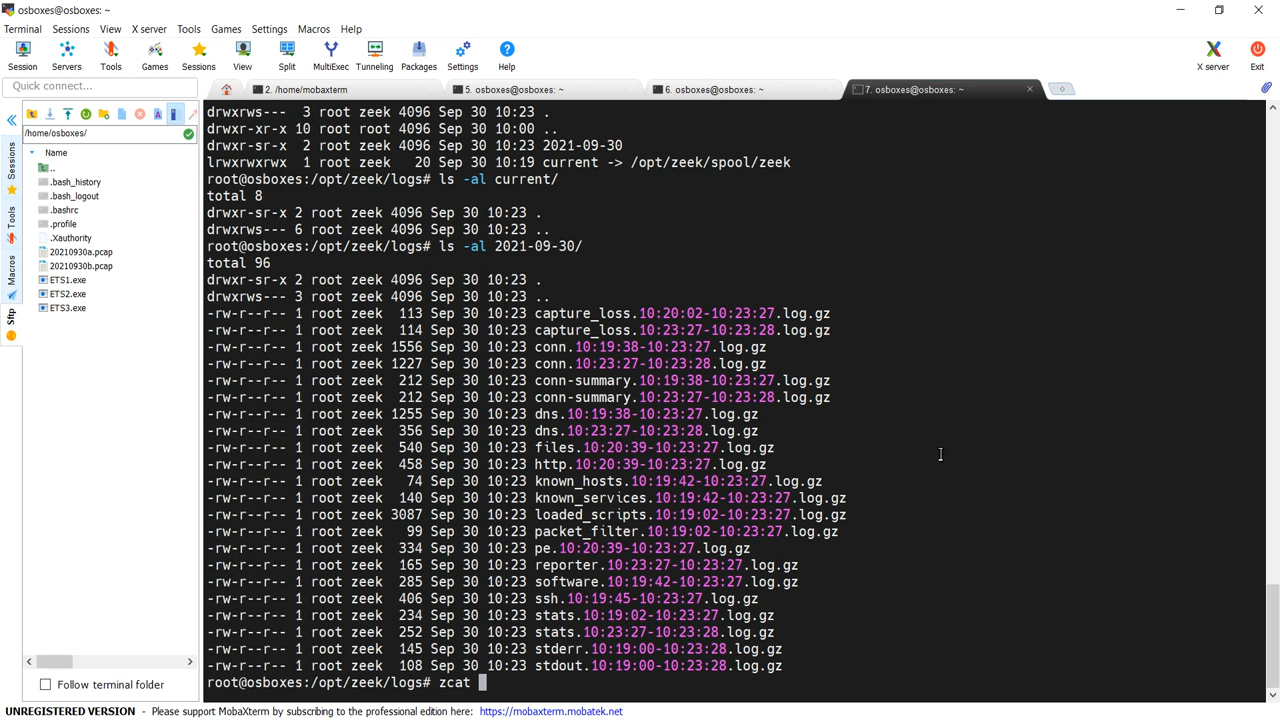 osboxes@osboxes: ~
Terminal Sessions View X server Tools Games Settings Macros Help
Session Servers Tools Games Sessions View Split MultiExec Tunneling Packages Settings Help X server Exit
Quick connect...
2. /home/mobaxterm
5. osboxes@osboxes: ~
6. osboxes@osboxes: ~
7. osboxes@osboxes: ~
/home/osboxes/
Name
..
.bash_history
.bash_logout
.bashrc
.profile
.Xauthority
20210930a.pcap
20210930b.pcap
ETS1.exe
ETS2.exe
ETS3.exe
Sessions
Tools
Macros
Sftp
Follow terminal folder
drwxrws--- 3 root zeek 4096 Sep 30 10:23 .
drwxr-xr-x 10 root root 4096 Sep 30 10:00 ..
drwxr-sr-x 2 root zeek 4096 Sep 30 10:23 2021-09-30
lrwxrwxrwx 1 root zeek 20 Sep 30 10:19 current -> /opt/zeek/spool/zeek
root@osboxes:/opt/zeek/logs# ls -al current/
total 8
drwxr-sr-x 2 root zeek 4096 Sep 30 10:23 .
drwxrws--- 6 root zeek 4096 Sep 30 10:23 ..
root@osboxes:/opt/zeek/logs# ls -al 2021-09-30/
total 96
drwxr-sr-x 2 root zeek 4096 Sep 30 10:23 .
drwxrws--- 3 root zeek 4096 Sep 30 10:23 ..
-rw-r--r-- 1 root zeek 113 Sep 30 10:23 capture_loss.10:20:02-10:23:27.log.gz
-rw-r--r-- 1 root zeek 114 Sep 30 10:23 capture_loss.10:23:27-10:23:28.log.gz
-rw-r--r-- 1 root zeek 1556 Sep 30 10:23 conn.10:19:38-10:23:27.log.gz
-rw-r--r-- 1 root zeek 1227 Sep 30 10:23 conn.10:23:27-10:23:28.log.gz
-rw-r--r-- 1 root zeek 212 Sep 30 10:23 conn-summary.10:19:38-10:23:27.log.gz
-rw-r--r-- 1 root zeek 212 Sep 30 10:23 conn-summary.10:23:27-10:23:28.log.gz
-rw-r--r-- 1 root zeek 1255 Sep 30 10:23 dns.10:19:38-10:23:27.log.gz
-rw-r--r-- 1 root zeek 356 Sep 30 10:23 dns.10:23:27-10:23:28.log.gz
-rw-r--r-- 1 root zeek 540 Sep 30 10:23 files.10:20:39-10:23:27.log.gz
-rw-r--r-- 1 root zeek 458 Sep 30 10:23 http.10:20:39-10:23:27.log.gz
-rw-r--r-- 1 root zeek 74 Sep 30 10:23 known_hosts.10:19:42-10:23:27.log.gz
-rw-r--r-- 1 root zeek 140 Sep 30 10:23 known_services.10:19:42-10:23:27.log.gz
-rw-r--r-- 1 root zeek 3087 Sep 30 10:23 loaded_scripts.10:19:02-10:23:27.log.gz
-rw-r--r-- 1 root zeek 99 Sep 30 10:23 packet_filter.10:19:02-10:23:27.log.gz
-rw-r--r-- 1 root zeek 334 Sep 30 10:23 pe.10:20:39-10:23:27.log.gz
-rw-r--r-- 1 root zeek 165 Sep 30 10:23 reporter.10:23:27-10:23:28.log.gz
-rw-r--r-- 1 root zeek 285 Sep 30 10:23 software.10:19:42-10:23:27.log.gz
-rw-r--r-- 1 root zeek 406 Sep 30 10:23 ssh.10:19:45-10:23:27.log.gz
-rw-r--r-- 1 root zeek 234 Sep 30 10:23 stats.10:19:02-10:23:27.log.gz
-rw-r--r-- 1 root zeek 252 Sep 30 10:23 stats.10:23:27-10:23:28.log.gz
-rw-r--r-- 1 root zeek 145 Sep 30 10:23 stderr.10:19:00-10:23:28.log.gz
-rw-r--r-- 1 root zeek 108 Sep 30 10:23 stdout.10:19:00-10:23:28.log.gz
root@osboxes:/opt/zeek/logs# zcat
UNREGISTERED VERSION - Please support MobaXterm by subscribing to the professional edition here: https://mobaxterm.mobatek.net